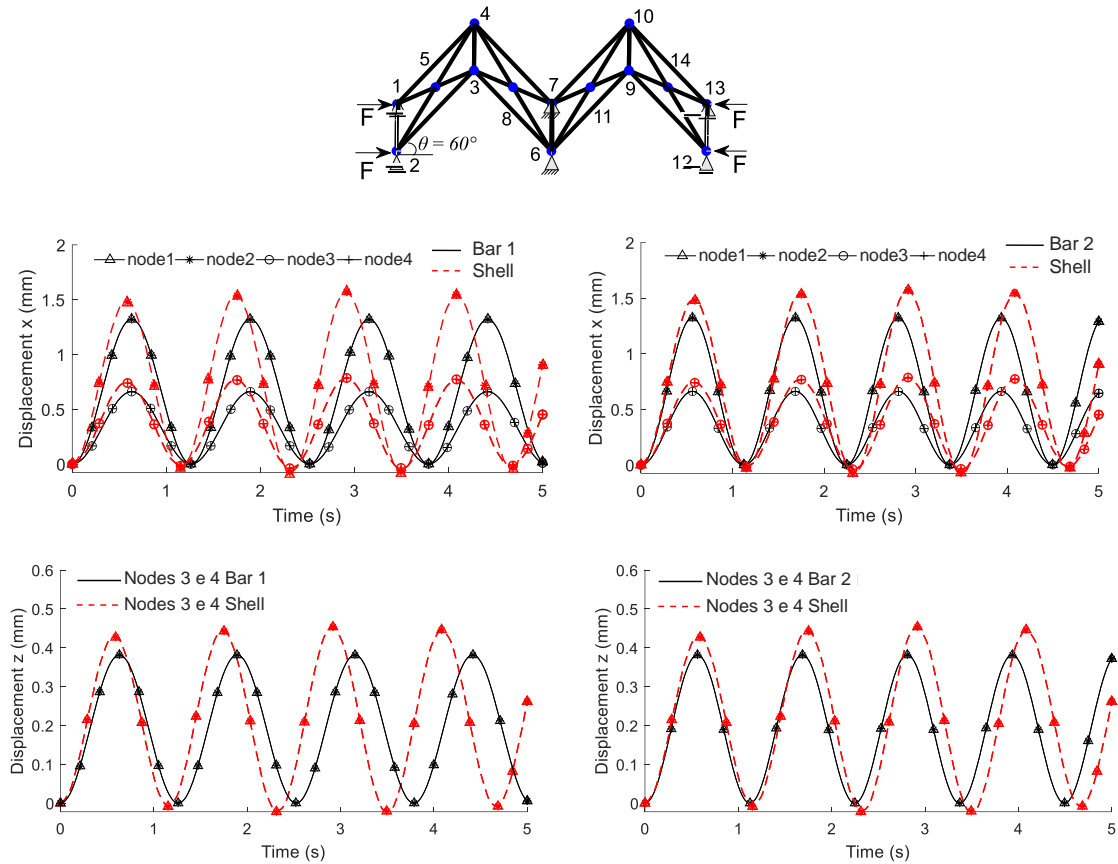 4 10
5 14
1 3 7 9 13
F F
8 11
θ = 60°
F 2 6 12 F
2
node1 node2 node3 node4
Bar 1
Shell
Displacement x (mm)
1.5
1
0.5
0
0 1 2 3 4 5
Time (s)
2
node1 node2 node3 node4
Bar 2
Shell
Displacement x (mm)
1.5
1
0.5
0
0 1 2 3 4 5
Time (s)
0.6
Nodes 3 e 4 Bar 1
0.5
Nodes 3 e 4 Shell
Displacement z (mm)
0.4
0.3
0.2
0.1
0
0 1 2 3 4 5
Time (s)
0.6
Nodes 3 e 4 Bar 2
0.5
Nodes 3 e 4 Shell
Displacement z (mm)
0.4
0.3
0.2
0.1
0
0 1 2 3 4 5
Time (s)